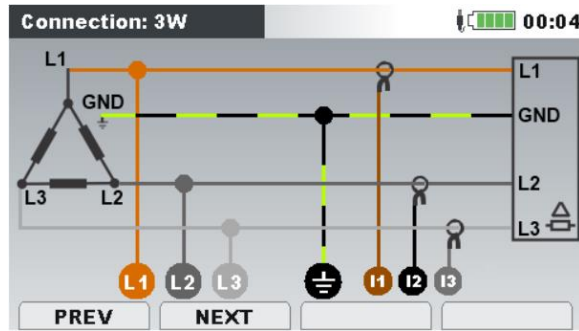 Connection: 3W
00:04
L1
L1
GND
GND
L3
L2
L2
L3
L1
L2
L3
I1
I2
I3
PREV
NEXT